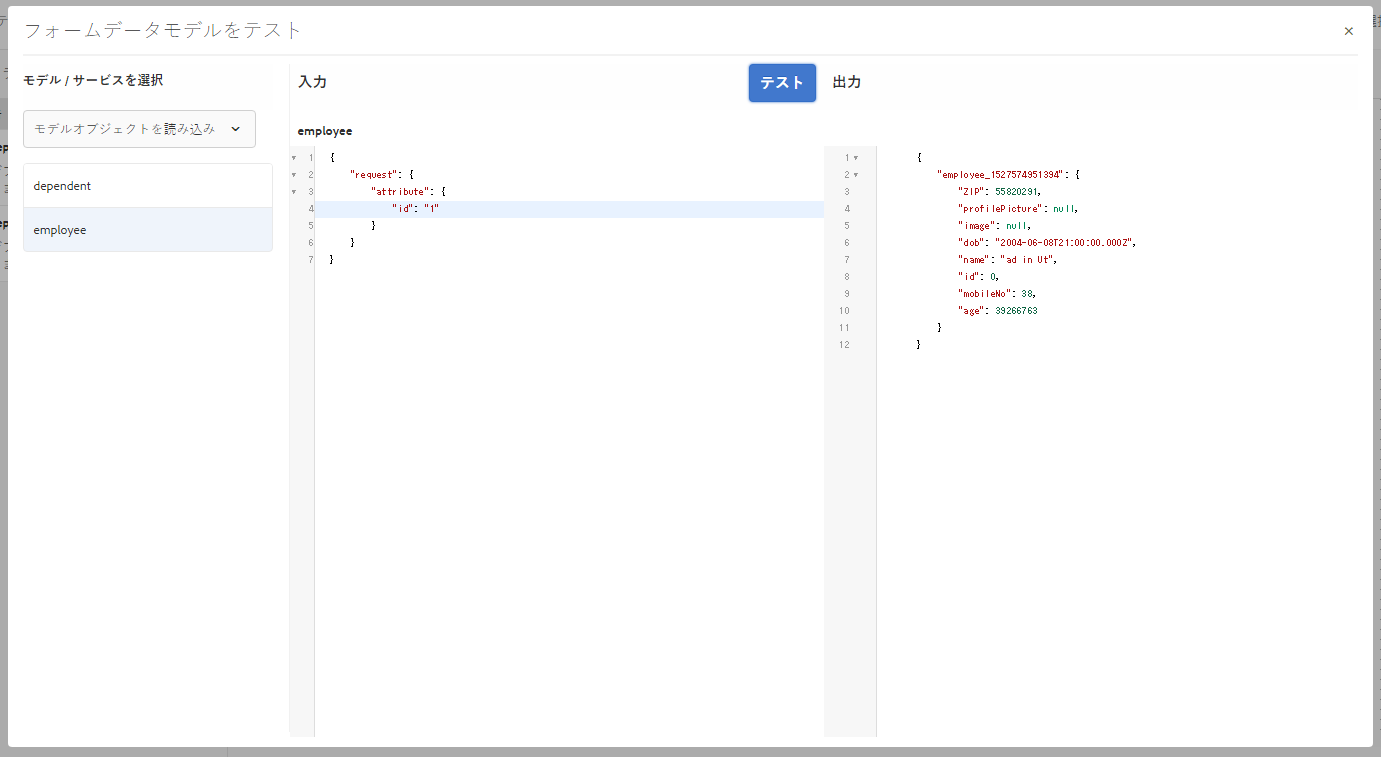 フォームデータモデルをテスト
×
モデル / サービスを選択
モデルオブジェクトを読み込み
dependent
employee
入力
テスト
employee
1 {
2 "request": {
3 "attribute": {
4 "id": "1"
5 }
6 }
7 }
出力
1 {
2 "employee_1527574951394": {
3 "ZIP": 55820291,
4 "profilePicture": null,
5 "image": null,
6 "dob": "2004-06-08T21:00:00.000Z",
7 "name": "ad in Ut",
8 "id": 0,
9 "mobileNo": 38,
10 "age": 39266763
11 }
12 }